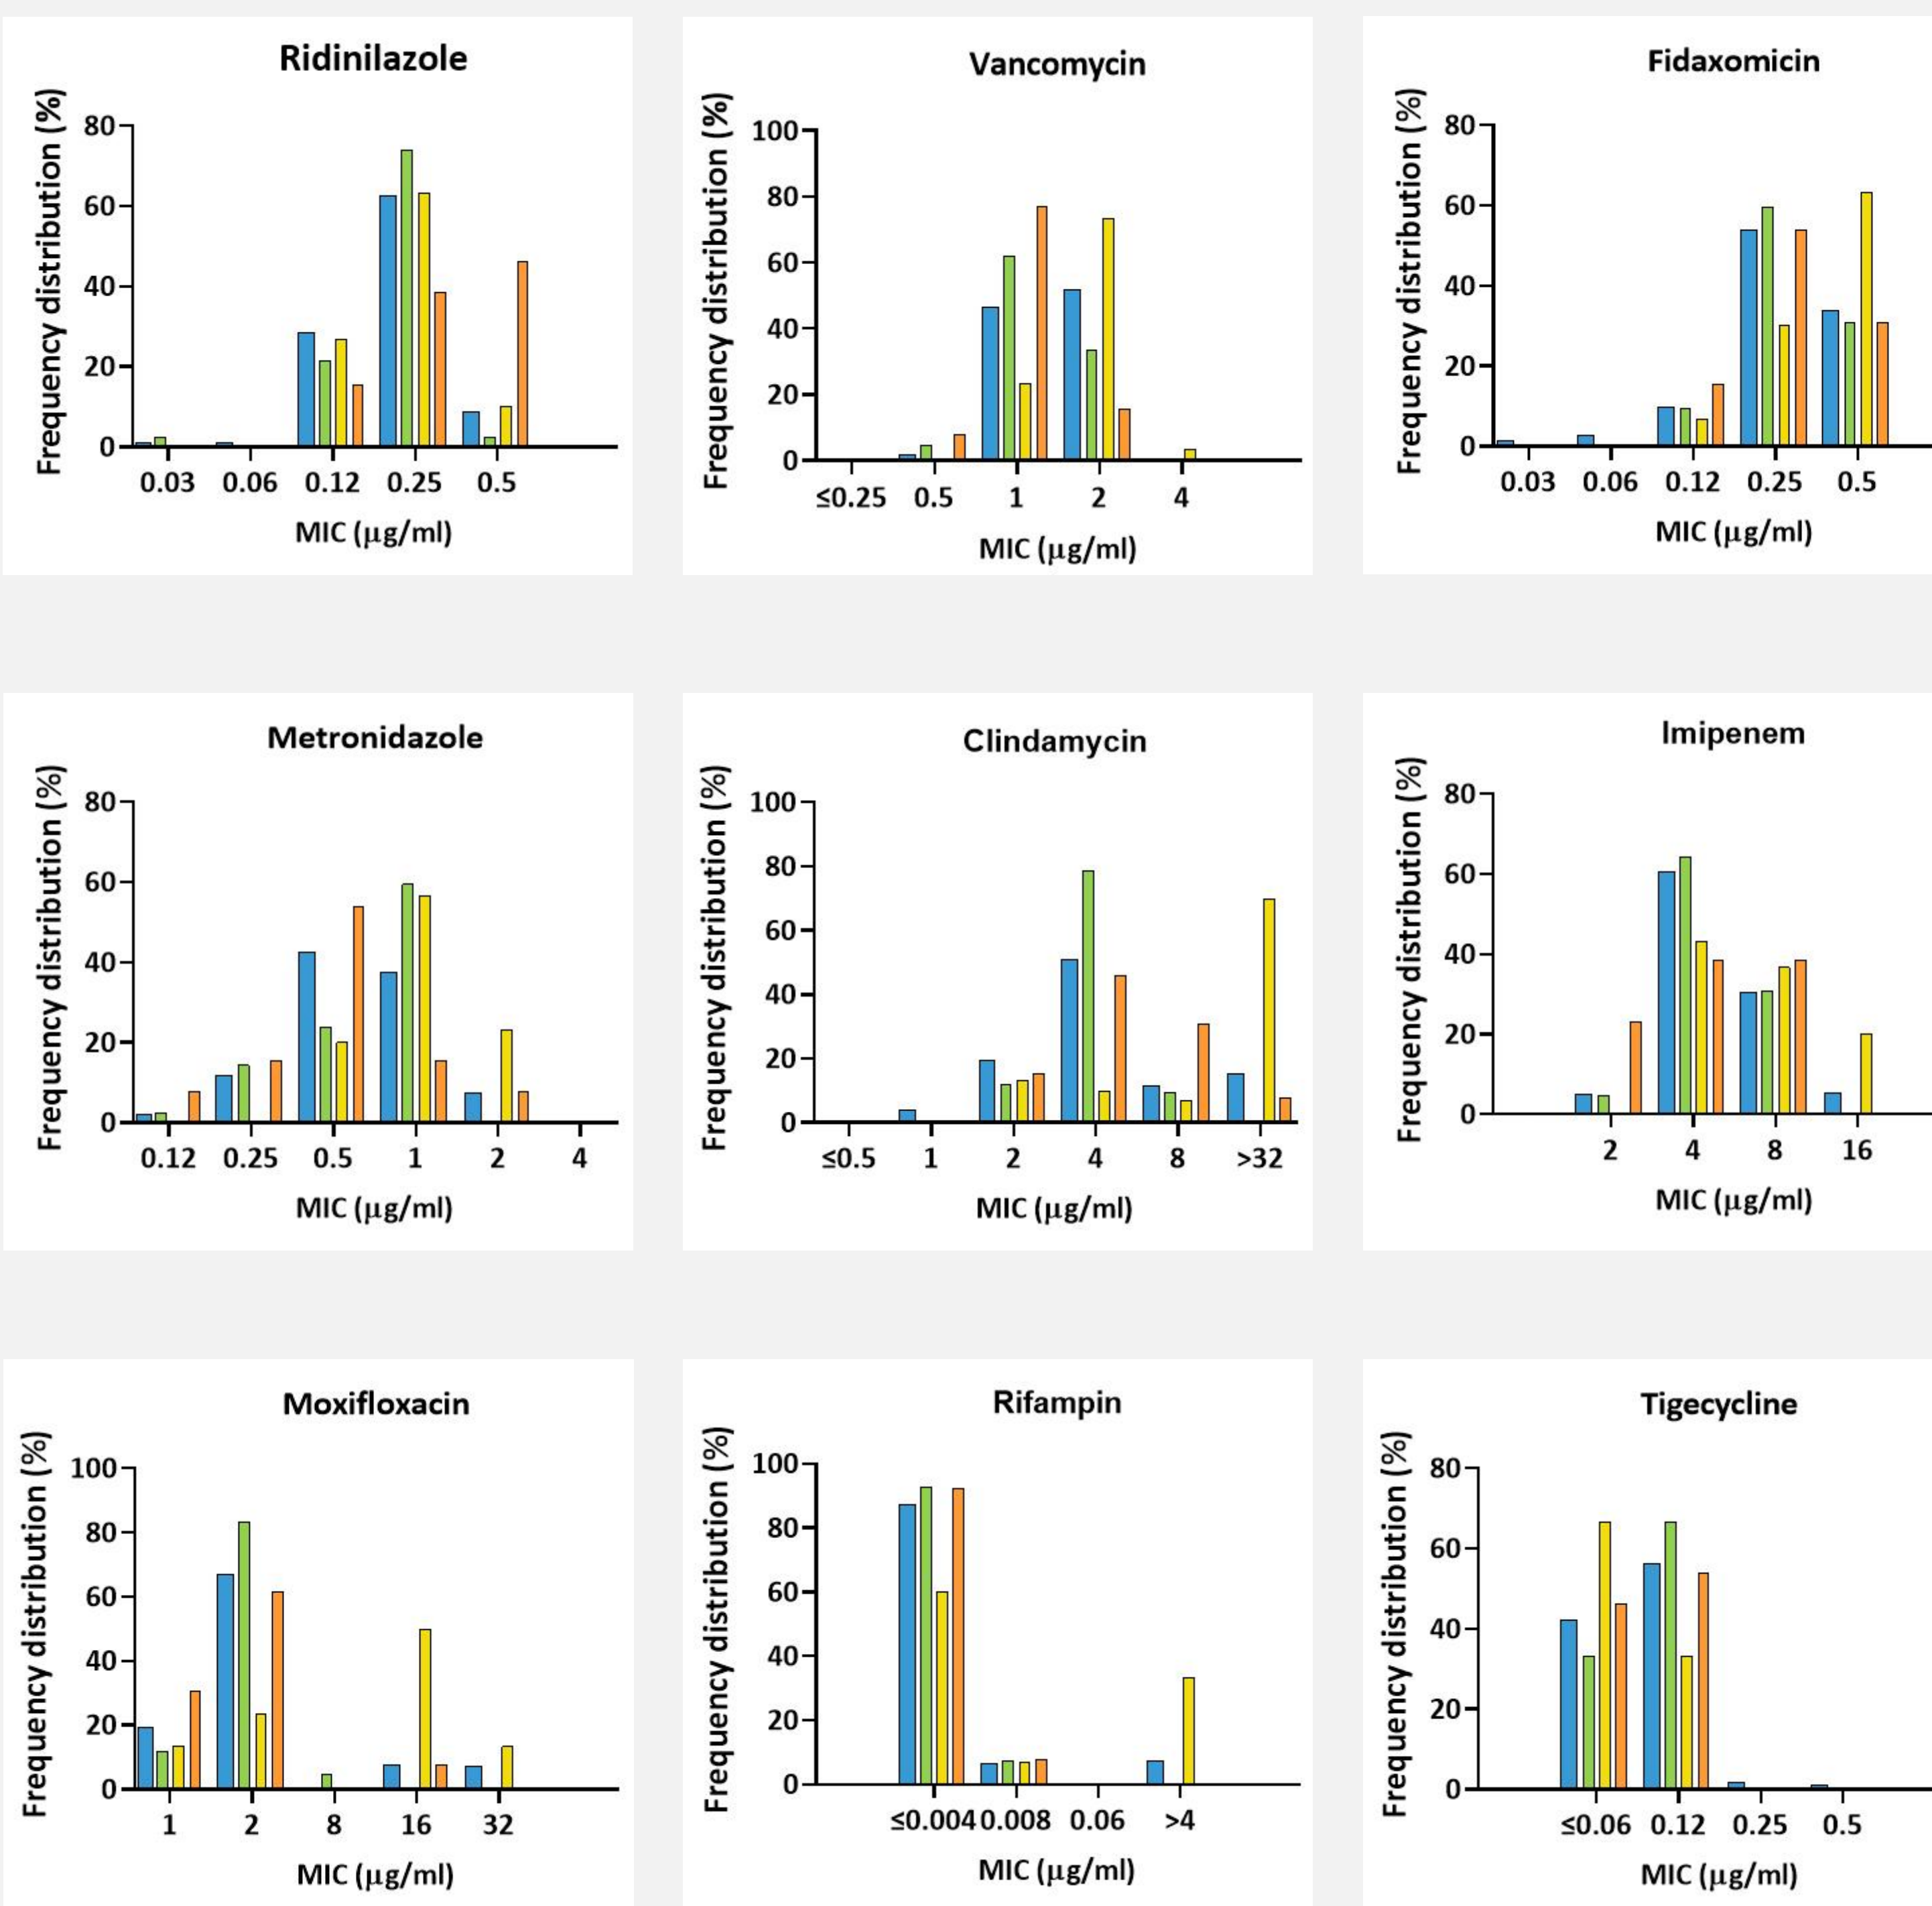 Ridinilazole
Frequency distribution (%)
80
60
40
20
0
0.03 0.06 0.12 0.25 0.5
MIC (µg/ml)
Vancomycin
Frequency distribution (%)
100
80
60
40
20
0
≤0.25 0.5 1 2 4
MIC (µg/ml)
Fidaxomicin
Frequency distribution (%)
80
60
40
20
0
0.03 0.06 0.12 0.25 0.5
MIC (µg/ml)
Metronidazole
Frequency distribution (%)
80
60
40
20
0
0.12 0.25 0.5 1 2 4
MIC (µg/ml)
Clindamycin
Frequency distribution (%)
100
80
60
40
20
0
≤0.5 1 2 4 8 >32
MIC (µg/ml)
Imipenem
Frequency distribution (%)
80
60
40
20
0
2 4 8 16
MIC (µg/ml)
Moxifloxacin
Frequency distribution (%)
100
80
60
40
20
0
1 2 8 16 32
MIC (µg/ml)
Rifampin
Frequency distribution (%)
100
80
60
40
20
0
≤0.004 0.008 0.06 >4
MIC (µg/ml)
Tigecycline
Frequency distribution (%)
80
60
40
20
0
≤0.06 0.12 0.25 0.5
MIC (µg/ml)